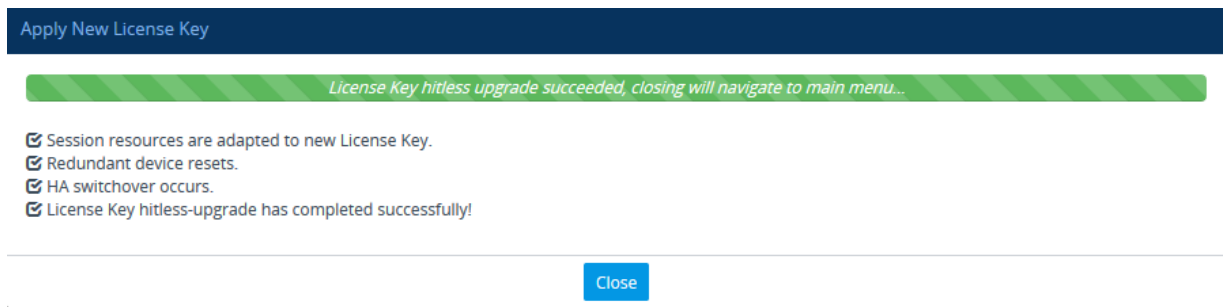 Apply New License Key
License Key hitless upgrade succeeded, closing will navigate to main menu...
Session resources are adapted to new License Key.
Redundant device resets.
HA switchover occurs.
License Key hitless-upgrade has completed successfully!
Close